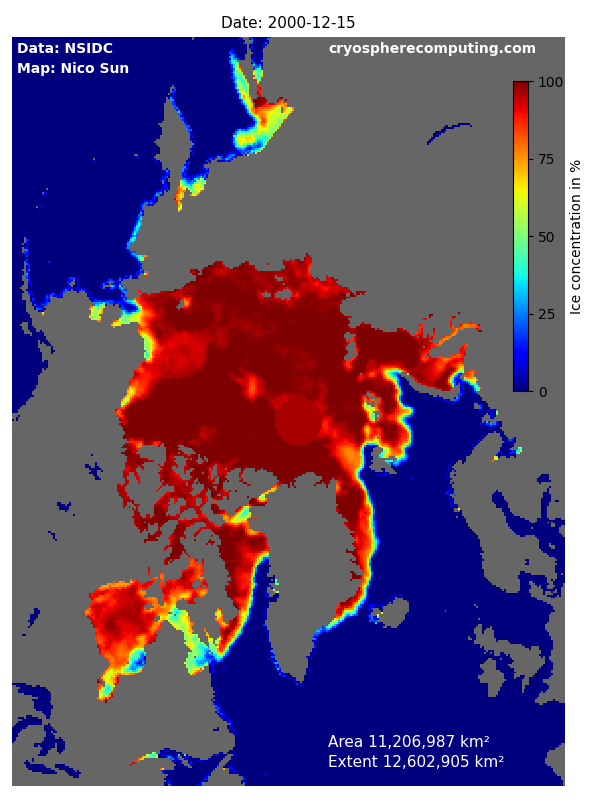 Date: 2000-12-15
Data: NSIDC
cryospherecomputing.com
Map: Nico Sun
100
75
50
25
0
Ice concentration in %
Area 11,206,987 km²
Extent 12,602,905 km²